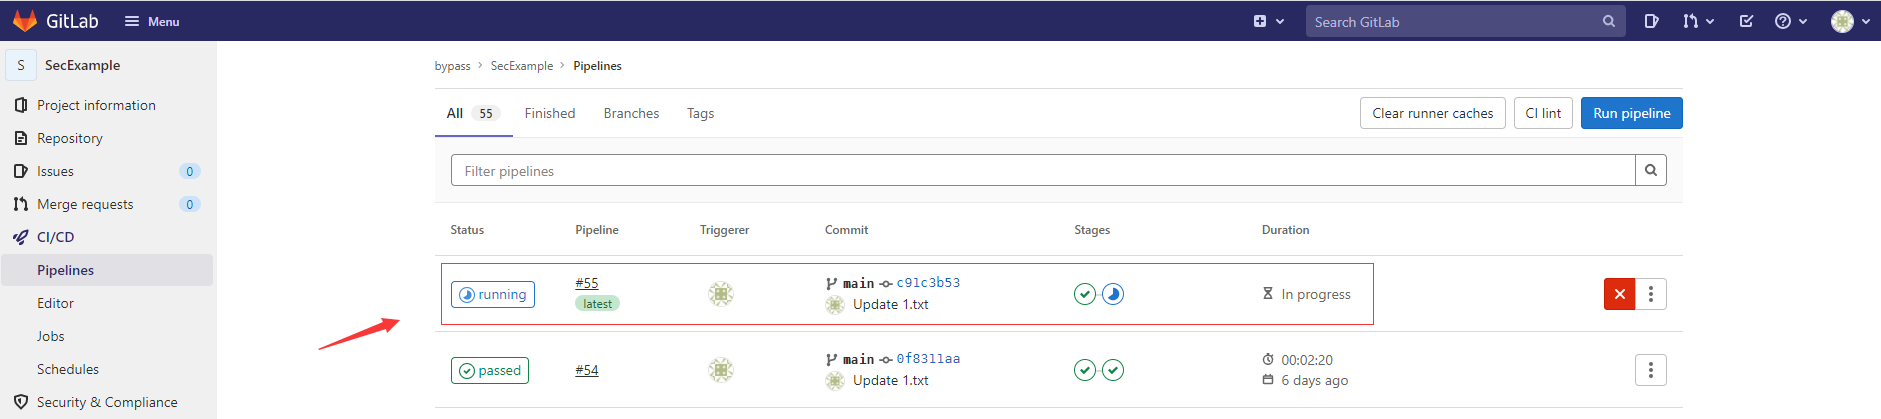 GitLab Menu Search GitLab
S SecExample
Project information
Repository
Issues 0
Merge requests 0
CI/CD
Pipelines
Editor
Jobs
Schedules
Security & Compliance
bypass > SecExample > Pipelines
All 55 Finished Branches Tags Clear runner caches CI lint Run pipeline
Filter pipelines
Status Pipeline Triggerer Commit Stages Duration
running #55 main c91c3b53 In progress
latest Update 1.txt
passed #54 main 0f8311aa 00:02:20
Update 1.txt 6 days ago